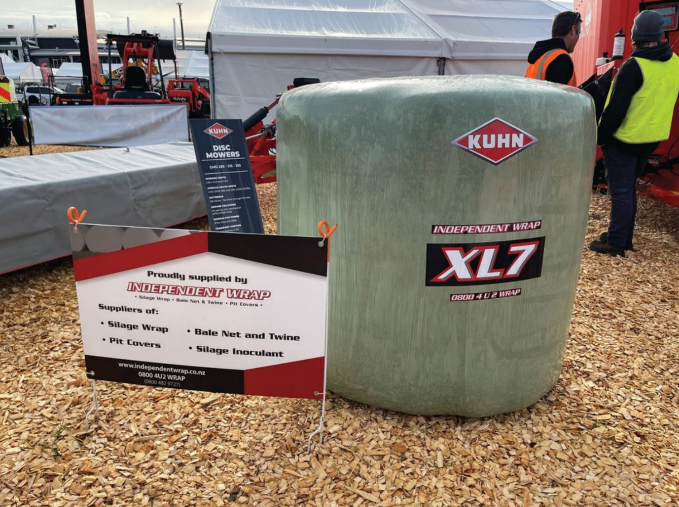 KUHN
DISC
MOWERS
KUHN
INDEPENDENT WRAP
XL7
0800 4 U 2 WRAP
Proudly supplied by
INDEPENDENT WRAP
• Silage Wrap • Bale Net & Twine • Pit Covers •
Suppliers of:
• Silage Wrap
• Bale Net and Twine
• Pit Covers
• Silage Inoculant
www.independentwrap.co.nz
0800 4U2 WRAP
(0800 482 9727)
Kubota